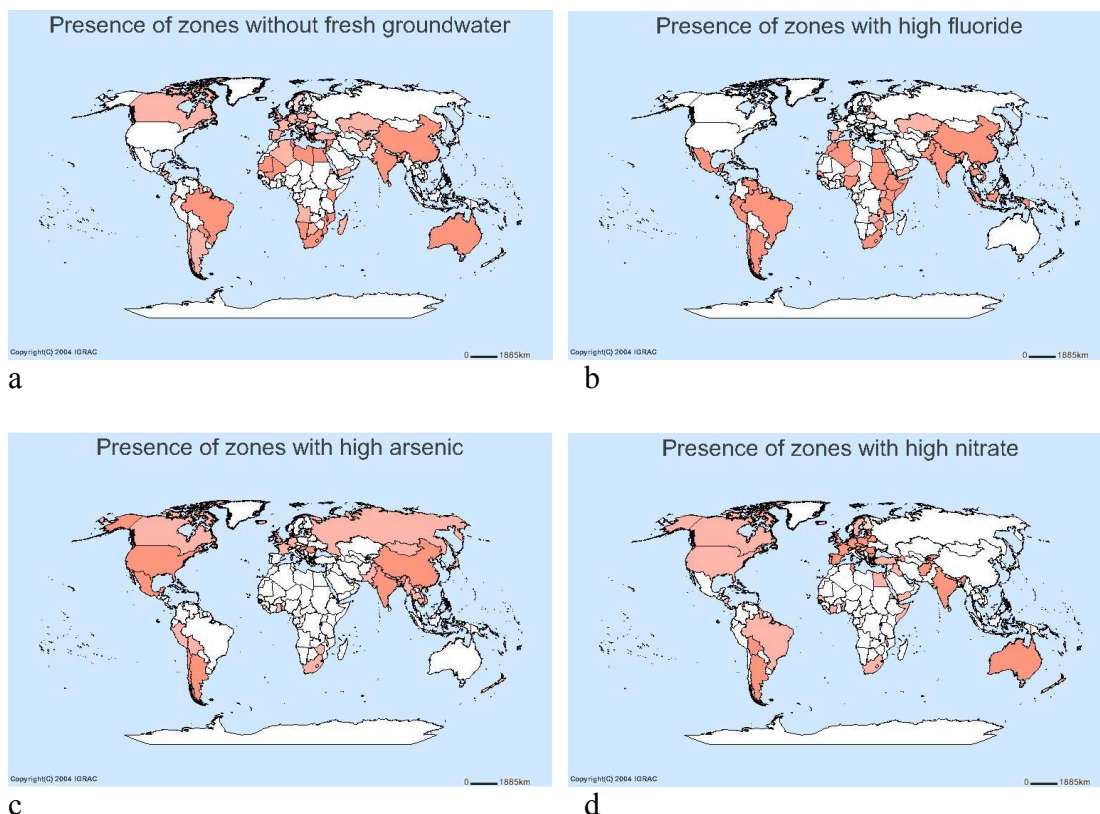 Presence of zones without fresh groundwater
Copyright(C) 2004 IGRAC
0 1885km
a
Presence of zones with high fluoride
Copyright(C) 2004 IGRAC
0 1885km
b
Presence of zones with high arsenic
Copyright(C) 2004 IGRAC
0 1885km
c
Presence of zones with high nitrate
Copyright(C) 2004 IGRAC
0 1885km
d